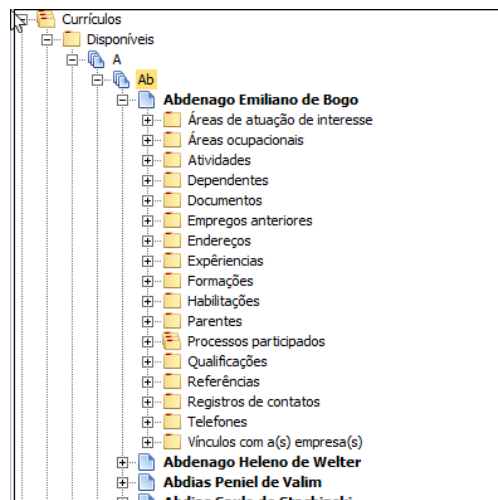 Currículos
Disponíveis
A
Ab
Abdenago Emiliano de Bogo
Áreas de atuação de interesse
Áreas ocupacionais
Atividades
Dependentes
Documentos
Empregos anteriores
Endereços
Expêriencias
Formações
Habilitações
Parentes
Processos participados
Qualificações
Referências
Registros de contatos
Telefones
Vínculos com a(s) empresa(s)
Abdenago Heleno de Welter
Abdias Peniel de Valim